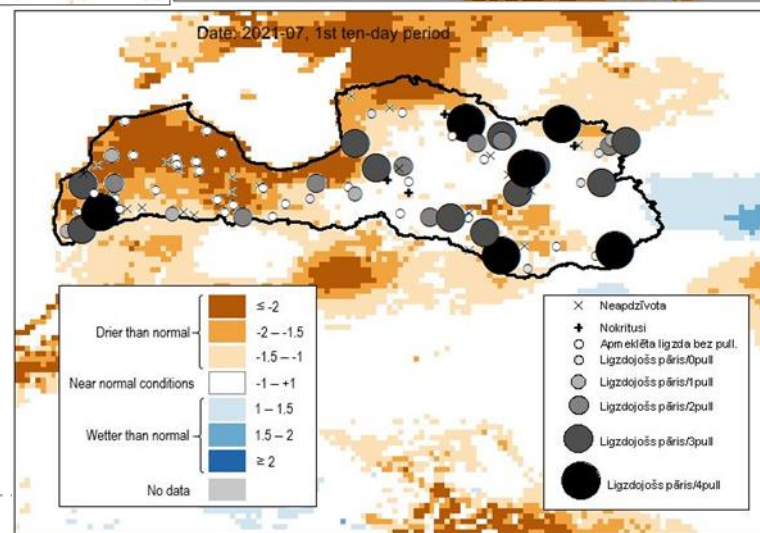 Date: 2021-07, 1st ten-day period
Drier than normal
≤ -2
-2 – -1.5
-1.5 – -1
Near normal conditions
-1 – +1
Wetter than normal
1 – 1.5
1.5 – 2
≥ 2
No data
Neapdzīvota
Nokritusi
Apmeklēta ligzda bez pull.
Ligzdojošs pāris/0pull
Ligzdojošs pāris/1pull
Ligzdojošs pāris/2pull
Ligzdojošs pāris/3pull
Ligzdojošs pāris/4pull